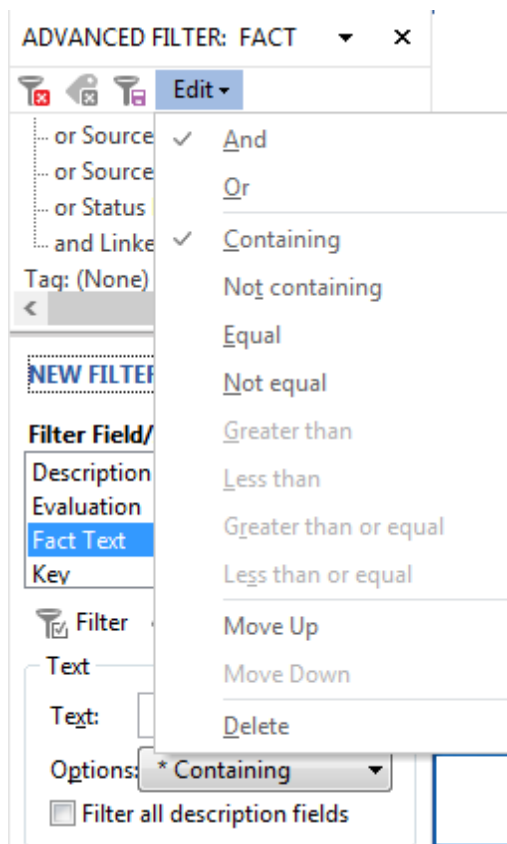 ADVANCED FILTER: FACT
Edit
or Source
or Source
or Status
and Linke
Tag: (None)
And
Or
Containing
Not containing
Equal
Not equal
Greater than
Less than
Greater than or equal
Less than or equal
Move Up
Move Down
Delete
NEW FILTER
Filter Field/
Description
Evaluation
Fact Text
Key
Filter
Text
Text:
Options: * Containing
Filter all description fields